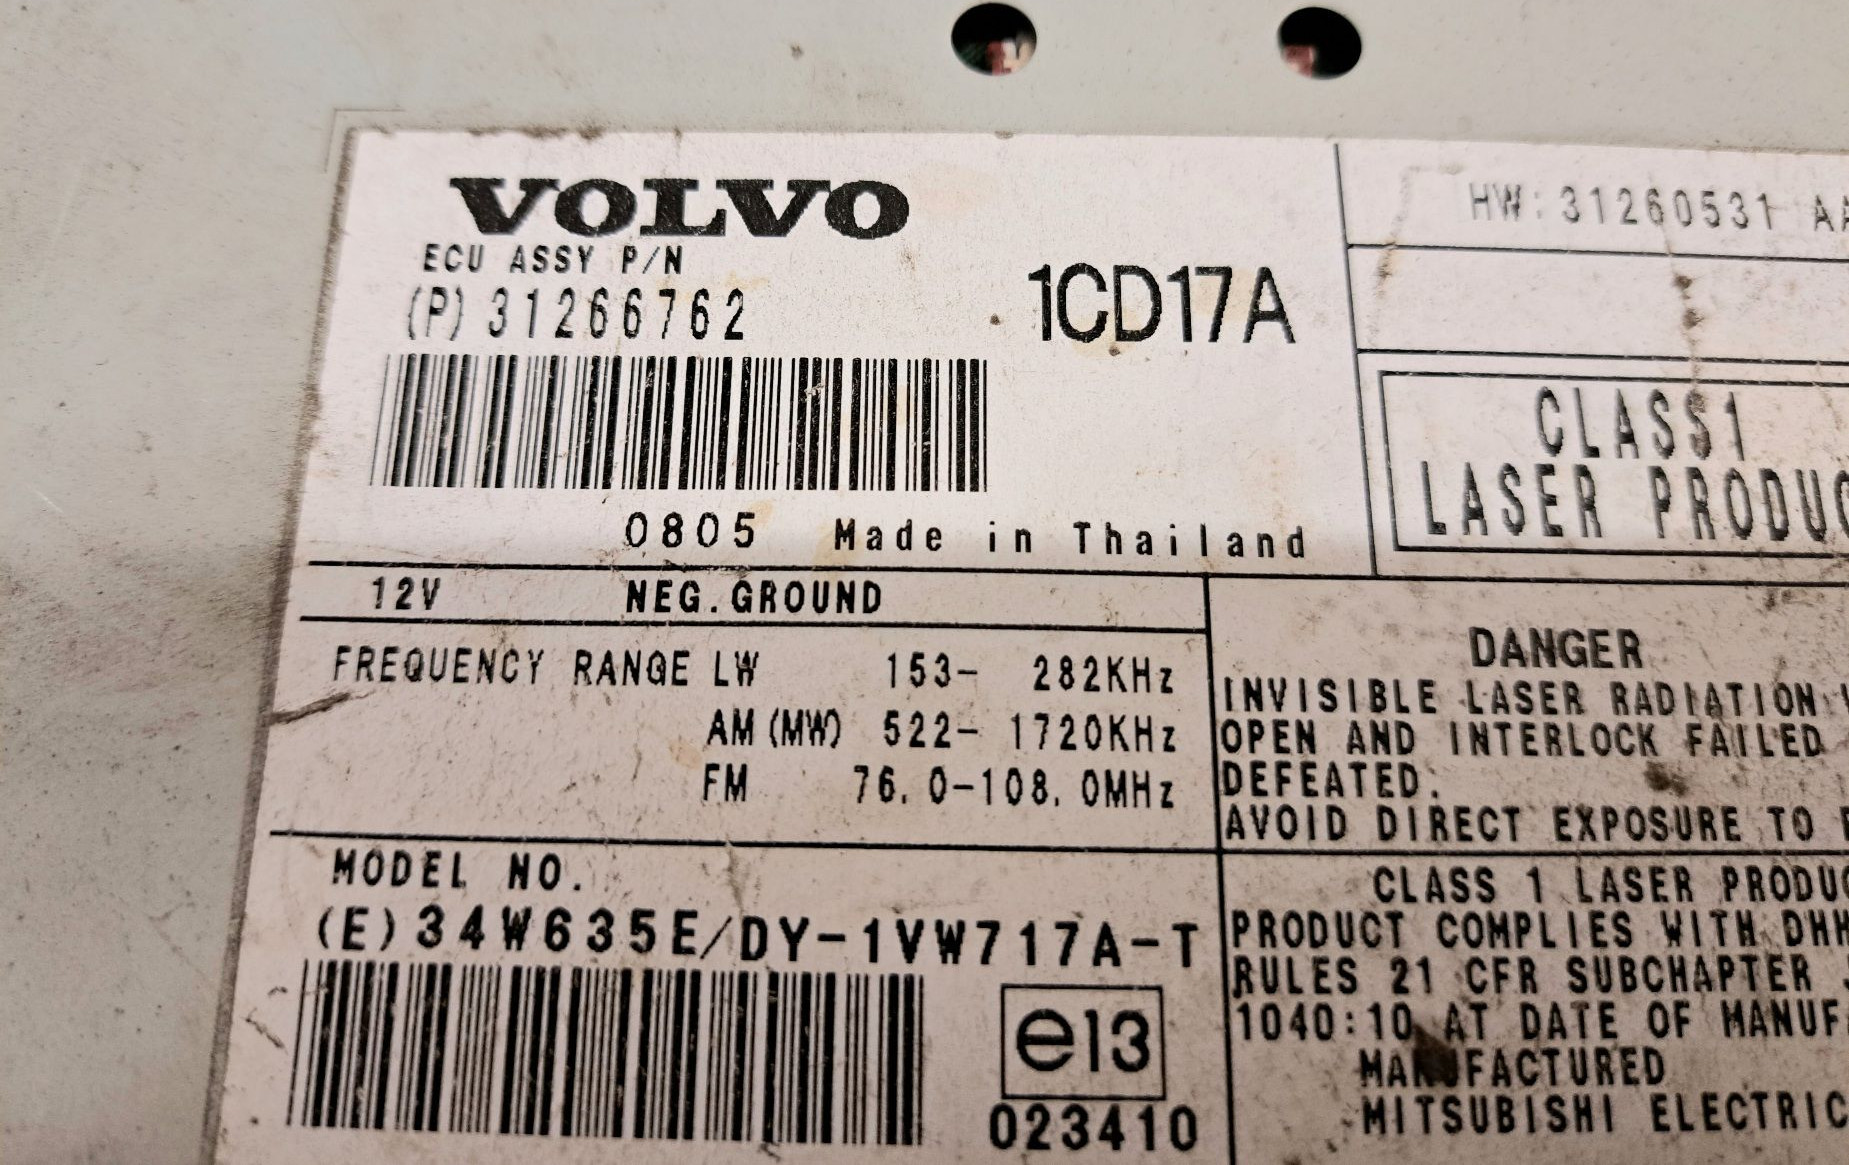 VOLVO
ECU ASSY P/N
(P) 31266762
1CD17A
0805 Made in Thailand
HW: 31260531
CLASS1
LASER
12V NEG. GROUND
FREQUENCY RANGE LW 153- 282KHz
AM (MW) 522- 1720KHz
FM 76.0-108.0MHz
DANGER
INVISIBLE LASER RADIATION
OPEN AND INTERLOCK FAILED
DEFEATED.
AVOID DIRECT EXPOSURE TO
MODEL NO.
(E) 34W635E/DY-1VW717A-T
e13
023410
CLASS 1 LASER
PRODUCT COMPLIES WITH
RULES 21 CFR SUBCHAPTER
1040:10 AT DATE OF
MANUFACTURED
MITSUBISHI ELECTRIC